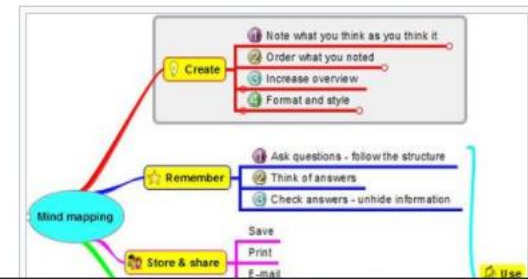 Note what you think as you think it
Order what you noted
Create
Increase overview
Format and style
Ask questions - follow the structure
Remember
Think of answers
Check answers - unhide information
Mind mapping
Save
Print
Store & share
E-mail
Use